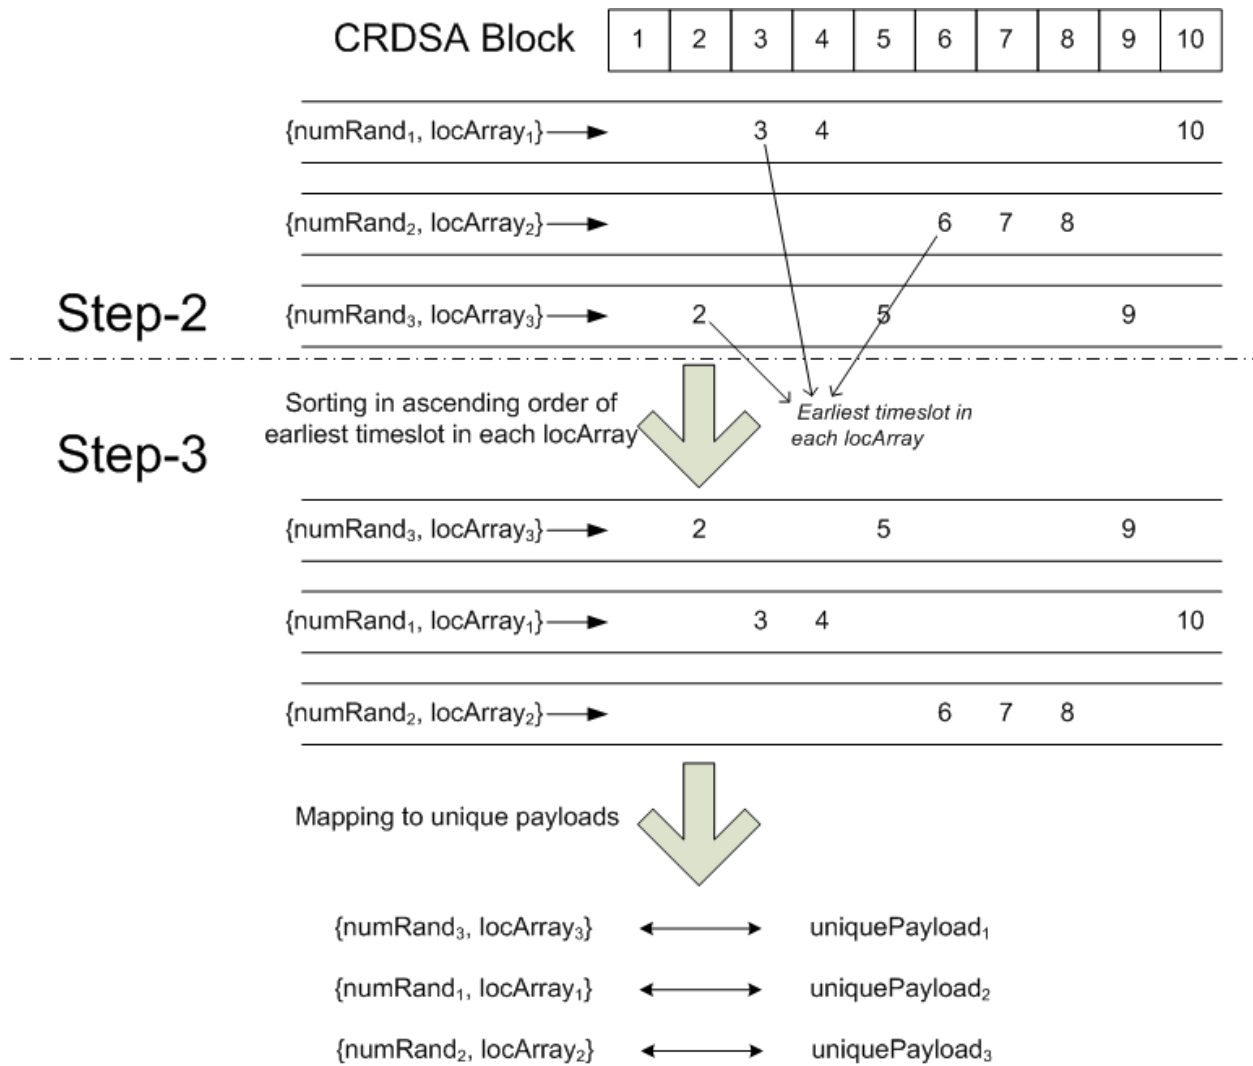 CRDSA Block 1 2 3 4 5 6 7 8 9 10
{numRand₁, locArray₁} 3 4 10
{numRand₂, locArray₂} 6 7 8
Step-2 {numRand₃, locArray₃} 2 5 9
Sorting in ascending order of
earliest timeslot in each locArray
Earliest timeslot in
each locArray
Step-3
{numRand₃, locArray₃} 2 5 9
{numRand₁, locArray₁} 3 4 10
{numRand₂, locArray₂} 6 7 8
Mapping to unique payloads
{numRand₃, locArray₃} uniquePayload₁
{numRand₁, locArray₁} uniquePayload₂
{numRand₂, locArray₂} uniquePayload₃